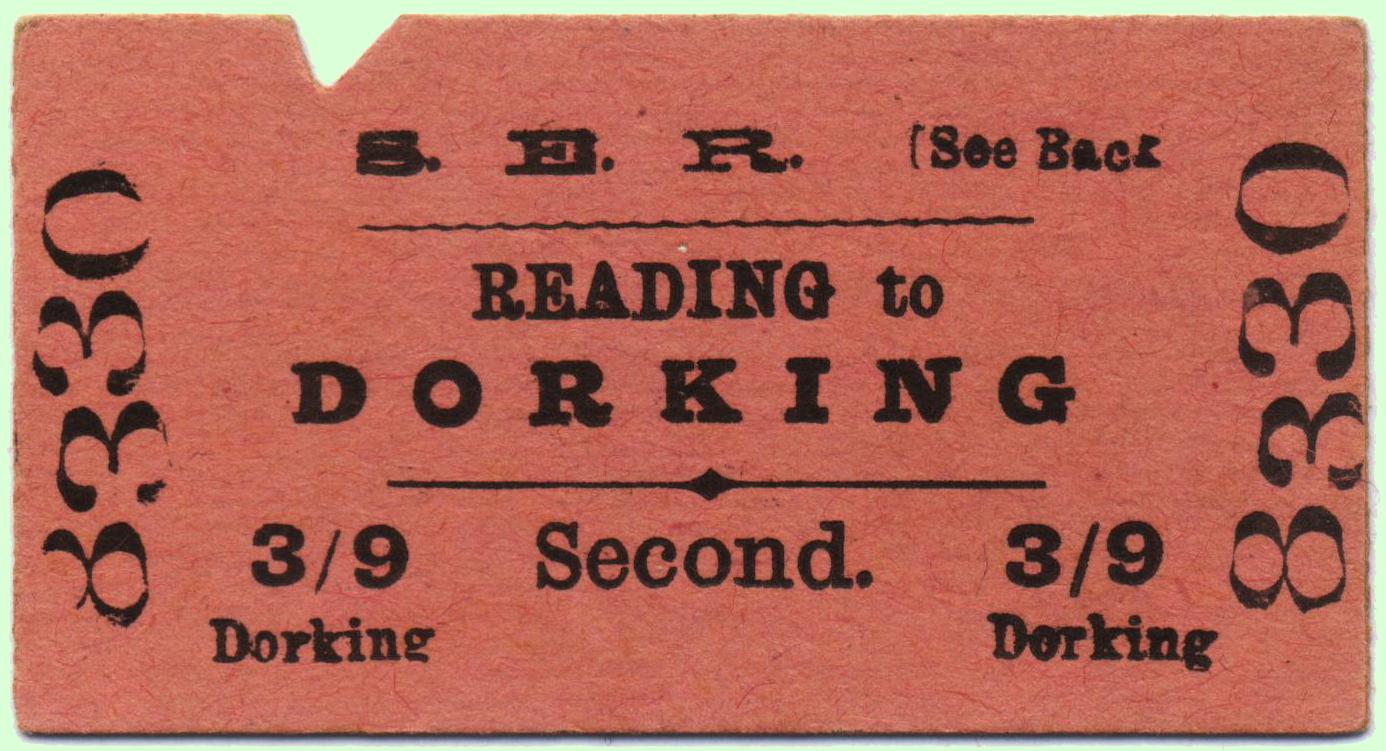 S. E. R. [See Back
READING to
DORKING
3/9 Second. 3/9
Dorking Dorking
8330
8330